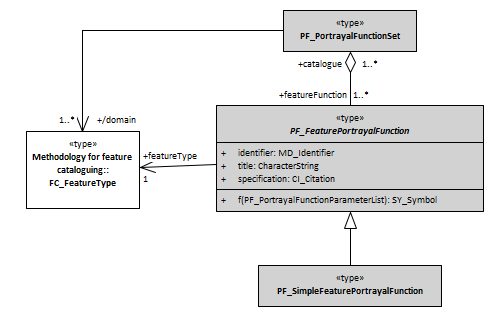 «type»
PF_PortrayalFunctionSet
+catalogue 1..*
+featureFunction 1..*
1..* +/domain
«type»
PF_FeaturePortrayalFunction
+ identifier: MD_Identifier
+ title: CharacterString
+ specification: CI_Citation
+ f(PF_PortrayalFunctionParameterList): SY_Symbol
«type»
Methodology for feature
cataloguing::
FC_FeatureType
+featureType
1
«type»
PF_SimpleFeaturePortrayalFunction